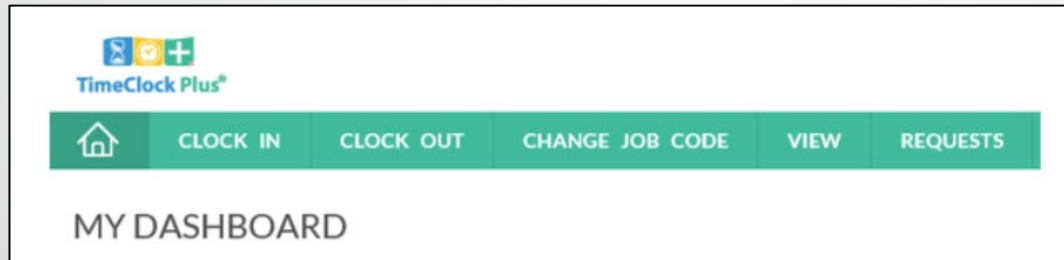 TimeClock Plus®
CLOCK IN CLOCK OUT CHANGE JOB CODE VIEW REQUESTS
MY DASHBOARD